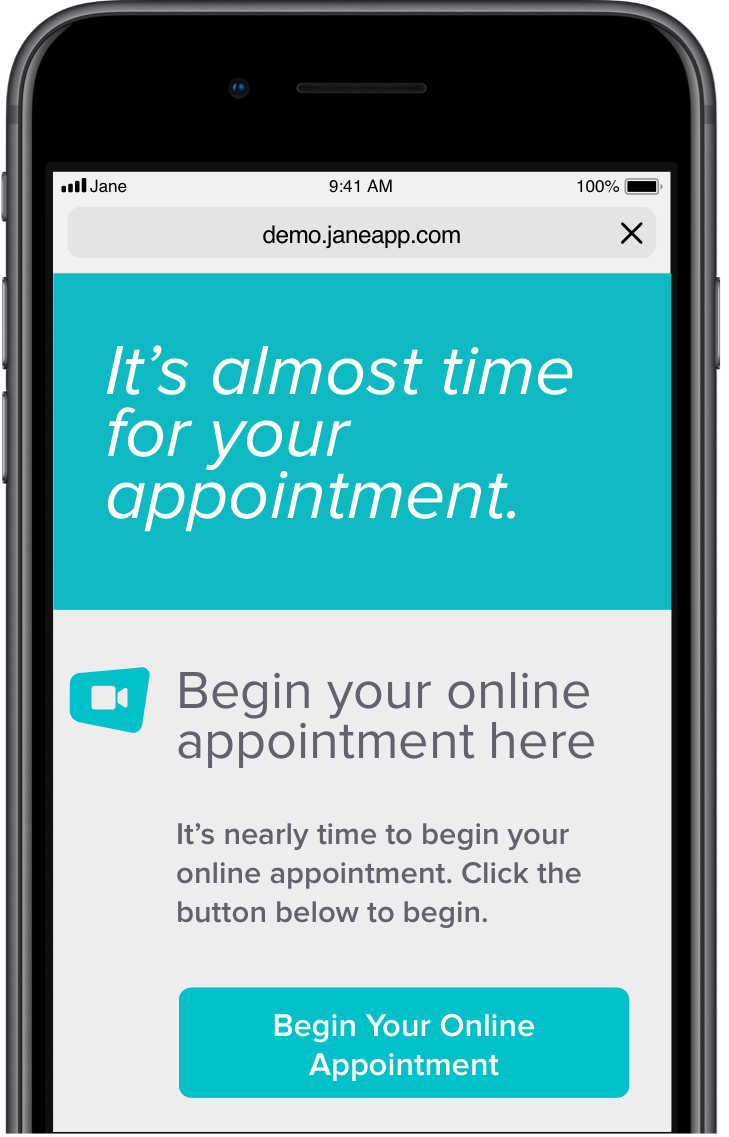 Jane 9:41 AM 100%
demo.janeapp.com
It’s almost time
for your
appointment.
Begin your online
appointment here
It’s nearly time to begin your
online appointment. Click the
button below to begin.
Begin Your Online
Appointment